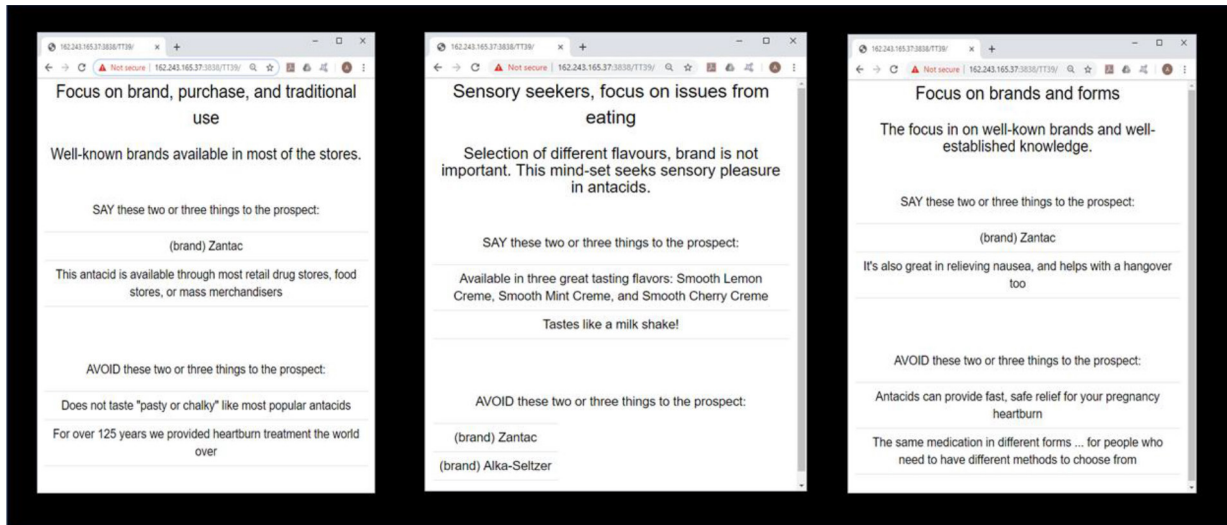 162.243.165.37:3838/TT39/
Not secure | 162.243.165.37:3838/TT39/
Focus on brand, purchase, and traditional
use
Well-known brands available in most of the stores.
SAY these two or three things to the prospect:
(brand) Zantac
This antacid is available through most retail drug stores, food
stores, or mass merchandisers
AVOID these two or three things to the prospect:
Does not taste "pasty or chalky" like most popular antacids
For over 125 years we provided heartburn treatment the world
over
162.243.165.37:3838/TT39/
Not secure | 162.243.165.37:3838/TT39/
Sensory seekers, focus on issues from
eating
Selection of different flavours, brand is not
important. This mind-set seeks sensory pleasure
in antacids.
SAY these two or three things to the prospect:
Available in three great tasting flavors: Smooth Lemon
Creme, Smooth Mint Creme, and Smooth Cherry Creme
Tastes like a milk shake!
AVOID these two or three things to the prospect:
(brand) Zantac
(brand) Alka-Seltzer
162.243.165.37:3838/TT39/
Not secure | 162.243.165.37:3838/TT39/
Focus on brands and forms
The focus in on well-kown brands and well-
established knowledge.
SAY these two or three things to the prospect:
(brand) Zantac
It's also great in relieving nausea, and helps with a hangover
too
AVOID these two or three things to the prospect:
Antacids can provide fast, safe relief for your pregnancy
heartburn
The same medication in different forms ... for people who
need to have different methods to choose from